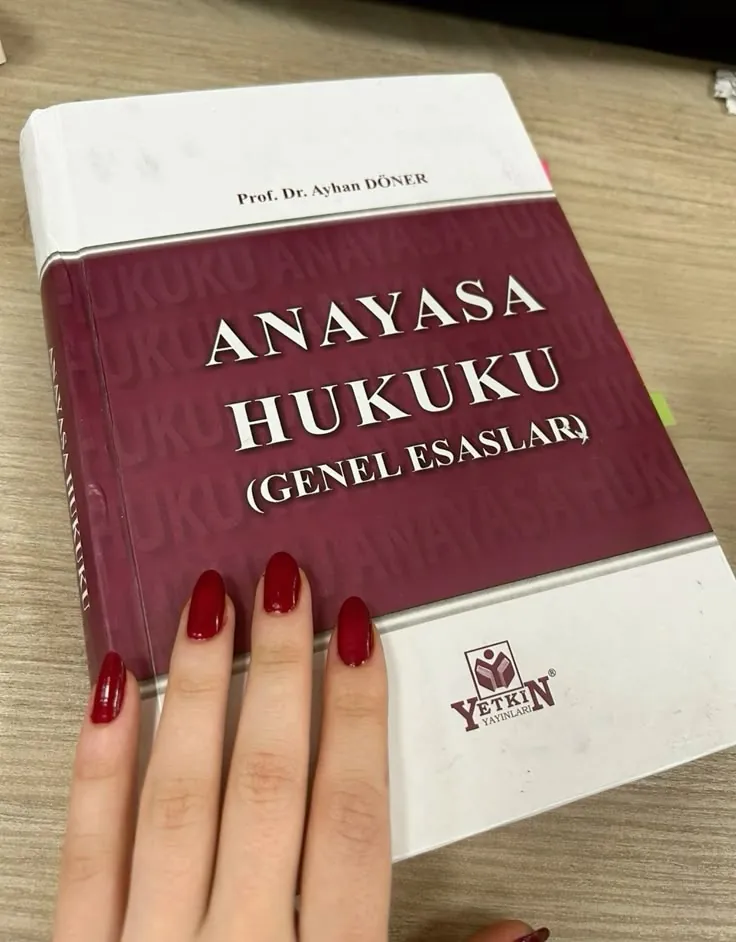 Prof. Dr. Ayhan DÖNER
ANAYASA
HUKUKU
(GENEL ESASLAR)
YETKİN®
YAYINLARI
ANAYASA HUKUKU